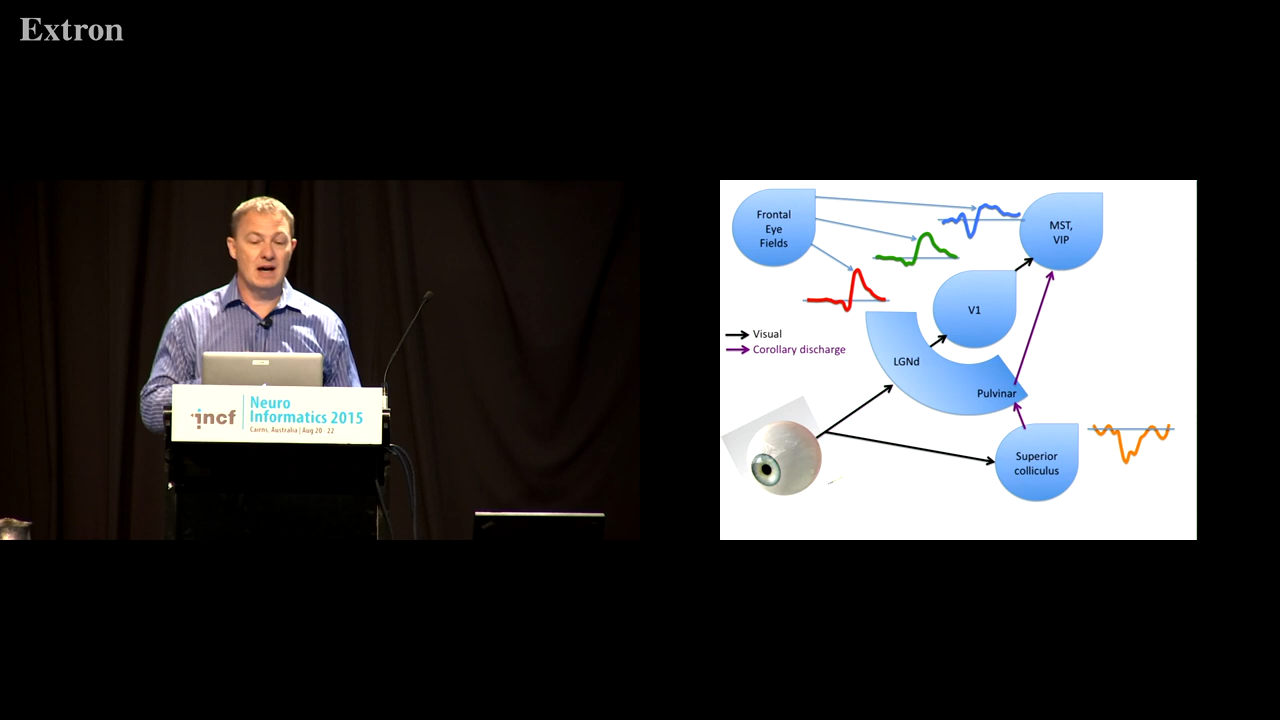 Extron
incf
Neuro
Informatics 2015
Cairns, Australia | Aug 20 - 22
Frontal
Eye
Fields
MST,
VIP
V1
Visual
Corollary discharge
LGNd
Pulvinar
Superior
colliculus